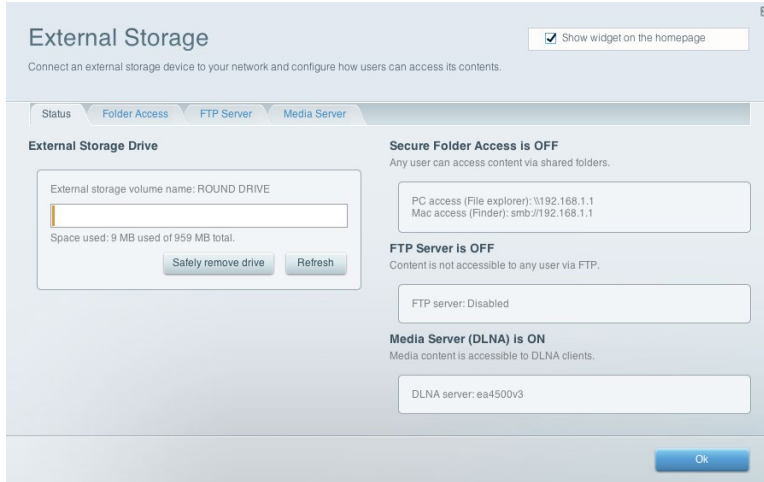 External Storage
Show widget on the homepage
Connect an external storage device to your network and configure how users can access its contents.
Status
Folder Access
FTP Server
Media Server
External Storage Drive
External storage volume name: ROUND DRIVE
Space used: 9 MB used of 959 MB total.
Safely remove drive
Refresh
Secure Folder Access is OFF
Any user can access content via shared folders.
PC access (File explorer): \\192.168.1.1
Mac access (Finder): smb://192.168.1.1
FTP Server is OFF
Content is not accessible to any user via FTP.
FTP server: Disabled
Media Server (DLNA) is ON
Media content is accessible to DLNA clients.
DLNA server: ea4500v3
Ok